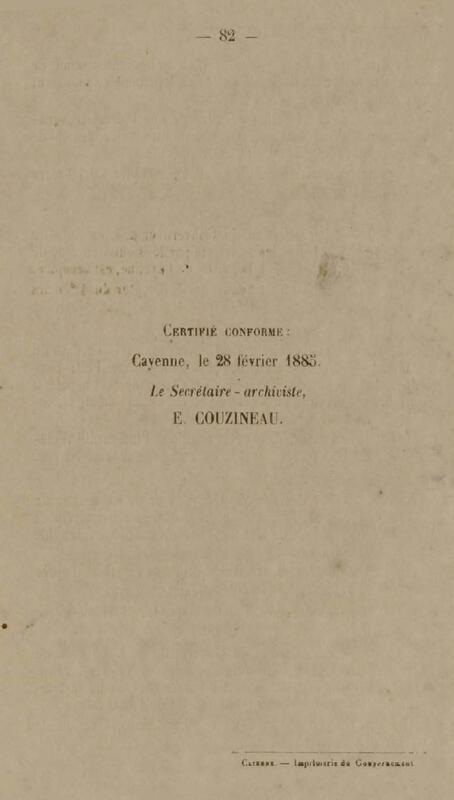 — 82 —
CERTIFIÉ CONFORME :
Cayenne, le 28 février 1885.
Le Secrétaire-archiviste,
E. COUZINEAU.
CAYENNE. — Imprimerie du Gouvernement